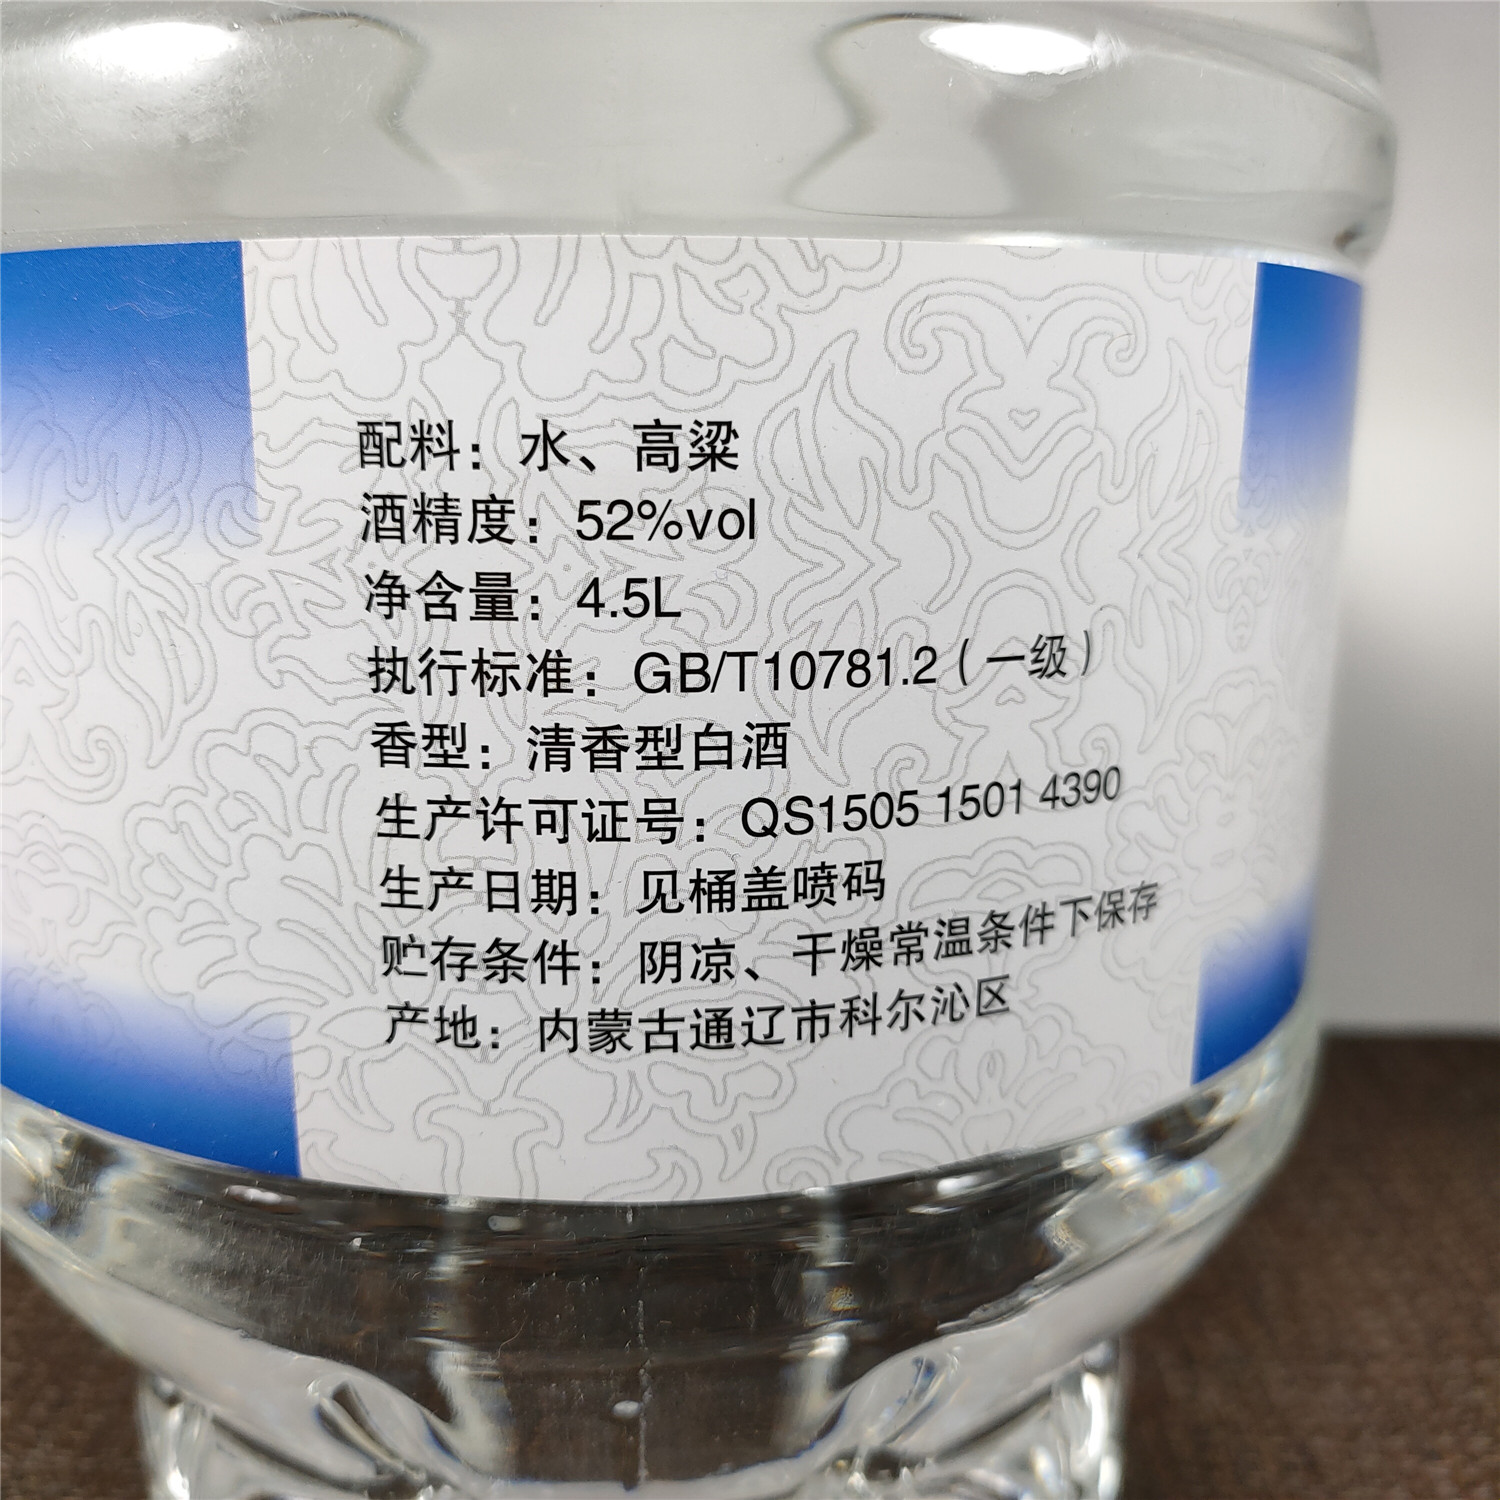 配料：水、高粱
酒精度：52%vol
净含量：4.5L
执行标准：GB/T10781.2（一级）
香型：清香型白酒
生产许可证号：QS1505 1501 4390
生产日期：见桶盖喷码
贮存条件：阴凉、干燥常温条件下保存
产地：内蒙古通辽市科尔沁区